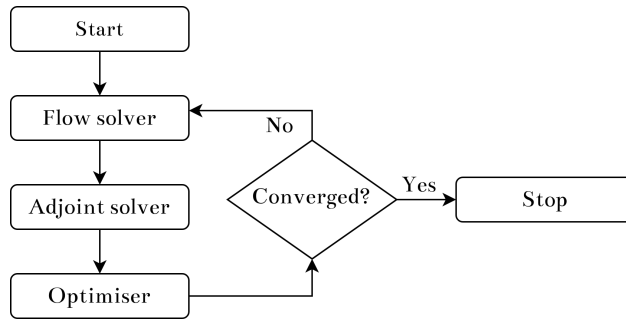 Start
Flow solver
Adjoint solver
Optimiser
No
Converged?
Yes
Stop